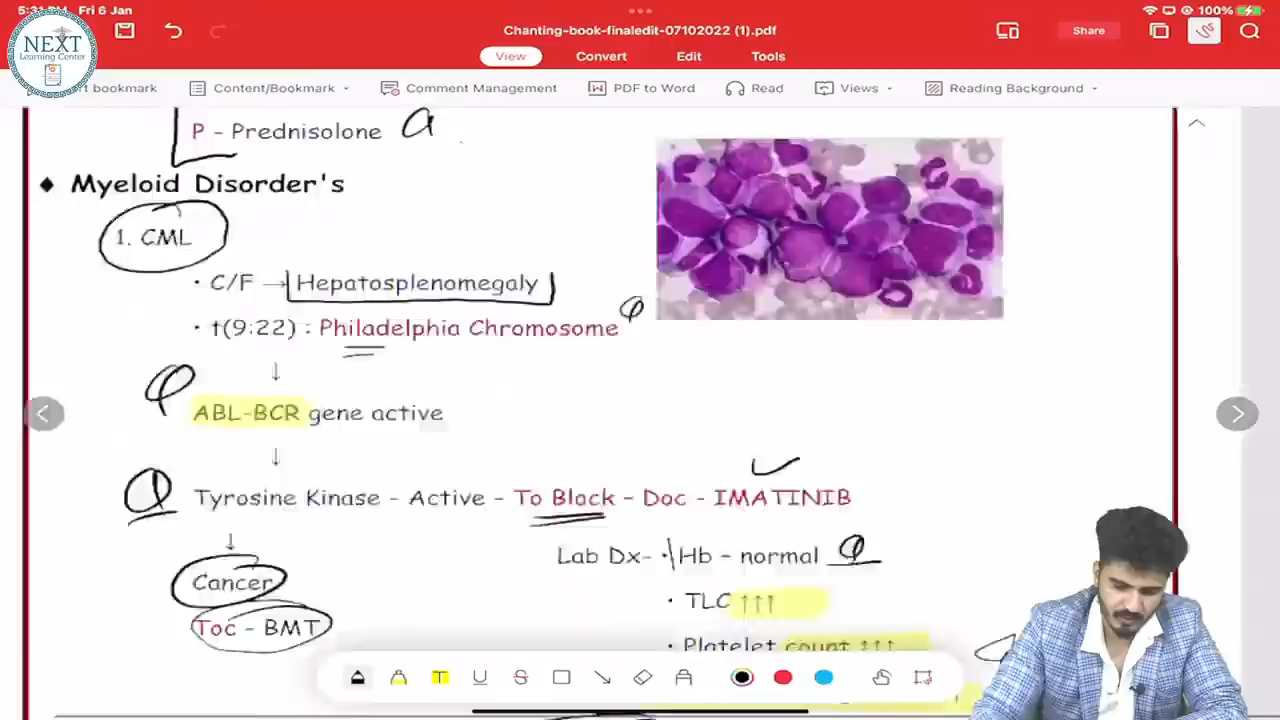 5:31 PM Fri 6 Jan
100%
NEXT
Learning Center
Chanting-book-finaledit-07102022 (1).pdf
Share
View
Convert
Edit
Tools
bookmark
Content/Bookmark
Comment Management
PDF to Word
Read
Views
Reading Background
P - Prednisolone
Myeloid Disorder's
1. CML
• C/F → Hepatosplenomegaly
• t(9:22) : Philadelphia Chromosome
↓
ABL-BCR gene active
↓
Tyrosine Kinase - Active - To Block - Doc - IMATINIB
↓
Cancer
Toc - BMT
Lab Dx- • Hb - normal
• TLC ↑↑↑
• Platelet count ↑↑↑